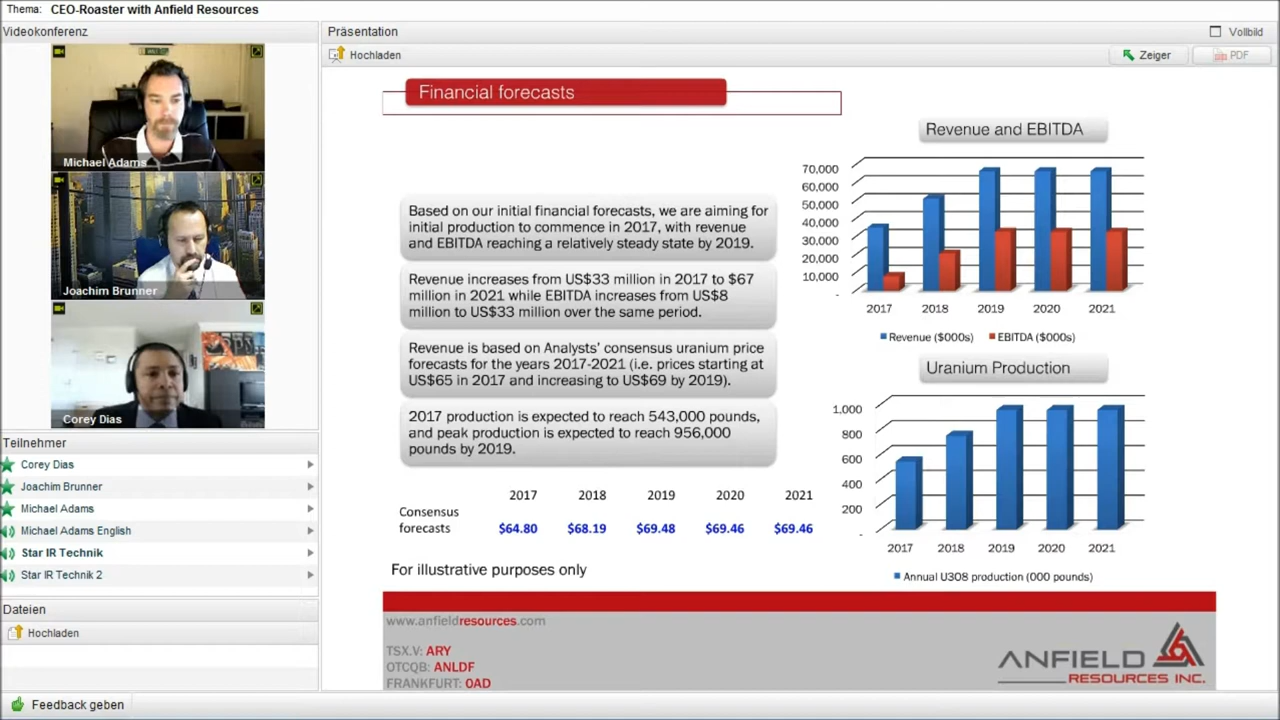 Thema: CEO-Roaster with Anfield Resources
Videokonferenz
Michael Adams
Joachim Brunner
Corey Dias
Teilnehmer
Corey Dias
Joachim Brunner
Michael Adams
Michael Adams English
Star IR Technik
Star IR Technik 2
Dateien
Hochladen
Feedback geben
Präsentation
Vollbild
Hochladen
Zeiger
PDF
Financial forecasts
Based on our initial financial forecasts, we are aiming for
initial production to commence in 2017, with revenue
and EBITDA reaching a relatively steady state by 2019.
Revenue increases from US$33 million in 2017 to $67
million in 2021 while EBITDA increases from US$8
million to US$33 million over the same period.
Revenue is based on Analysts' consensus uranium price
forecasts for the years 2017-2021 (i.e. prices starting at
US$65 in 2017 and increasing to US$69 by 2019).
2017 production is expected to reach 543,000 pounds,
and peak production is expected to reach 956,000
pounds by 2019.
2017 2018 2019 2020 2021
Consensus
forecasts $64.80 $68.19 $69.48 $69.46 $69.46
For illustrative purposes only
Revenue and EBITDA
70,000
60,000
50,000
40,000
30,000
20,000
10,000
-
2017 2018 2019 2020 2021
Revenue ($000s) EBITDA ($000s)
Uranium Production
1,000
800
600
400
200
-
2017 2018 2019 2020 2021
Annual U308 production (000 pounds)
www.anfieldresources.com
TSX.V: ARY
OTCQB: ANLDF
FRANKFURT: 0AD
ANFIELD
RESOURCES INC.